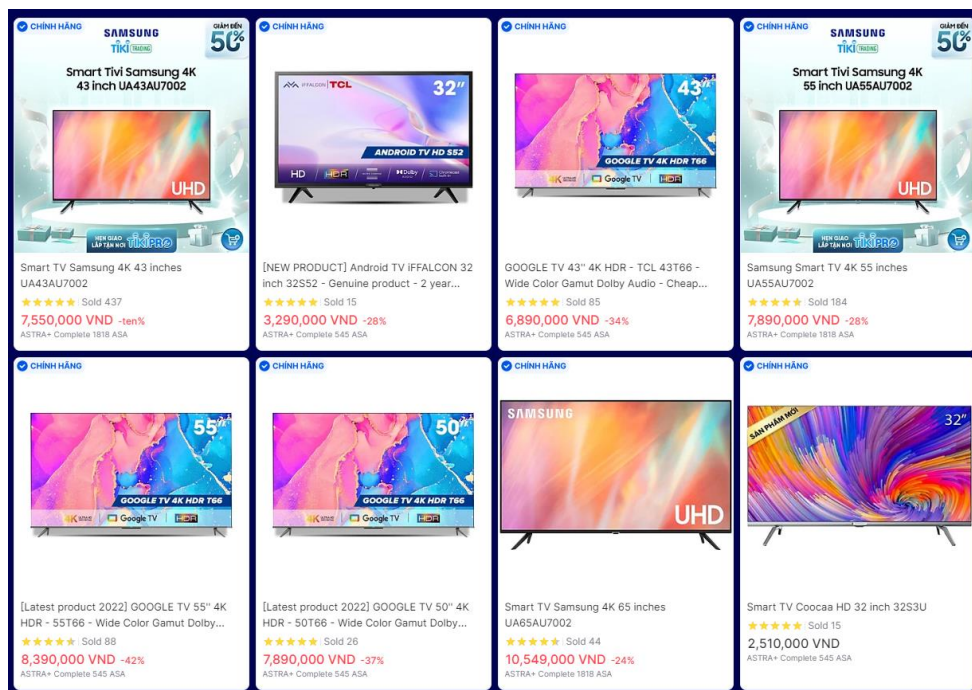 CHÍNH HÃNG
SAMSUNG
TIKI TRADING
GIẢM ĐẾN
50%
Smart Tivi Samsung 4K
43 inch UA43AU7002
UHD
HẸN GIAO
LẮP TẬN NƠI
TIKIPRO
Smart TV Samsung 4K 43 inches
UA43AU7002
Sold 437
7,550,000 VND -ten%
ASTRA+ Complete 1818 ASA
CHÍNH HÃNG
iFFALCON TCL
32"
ANDROID TV HD S52
HD
HDR
Dolby
[NEW PRODUCT] Android TV iFFALCON 32
inch 32S52 - Genuine product - 2 year...
Sold 15
3,290,000 VND -28%
ASTRA+ Complete 545 ASA
CHÍNH HÃNG
43"
GOOGLE TV 4K HDR T66
4K
Google TV
HDR
GOOGLE TV 43'' 4K HDR - TCL 43T66 -
Wide Color Gamut Dolby Audio - Cheap...
Sold 85
6,890,000 VND -34%
ASTRA+ Complete 545 ASA
CHÍNH HÃNG
SAMSUNG
TIKI TRADING
GIẢM ĐẾN
50%
Smart Tivi Samsung 4K
55 inch UA55AU7002
UHD
HẸN GIAO
LẮP TẬN NƠI
TIKIPRO
Samsung Smart TV 4K 55 inches
UA55AU7002
Sold 184
7,890,000 VND -28%
ASTRA+ Complete 1818 ASA
CHÍNH HÃNG
55"
GOOGLE TV 4K HDR T66
4K
Google TV
HDR
[Latest product 2022] GOOGLE TV 55'' 4K
HDR - 55T66 - Wide Color Gamut Dolby...
Sold 88
8,390,000 VND -42%
ASTRA+ Complete 545 ASA
CHÍNH HÃNG
50"
GOOGLE TV 4K HDR T66
4K
Google TV
HDR
[Latest product 2022] GOOGLE TV 50'' 4K
HDR - 50T66 - Wide Color Gamut Dolby...
Sold 26
7,890,000 VND -37%
ASTRA+ Complete 545 ASA
CHÍNH HÃNG
SAMSUNG
UHD
Smart TV Samsung 4K 65 inches
UA65AU7002
Sold 44
10,549,000 VND -24%
ASTRA+ Complete 1818 ASA
CHÍNH HÃNG
SẢN PHẨM MỚI
32"
Smart TV Coocaa HD 32 inch 32S3U
Sold 15
2,510,000 VND
ASTRA+ Complete 545 ASA